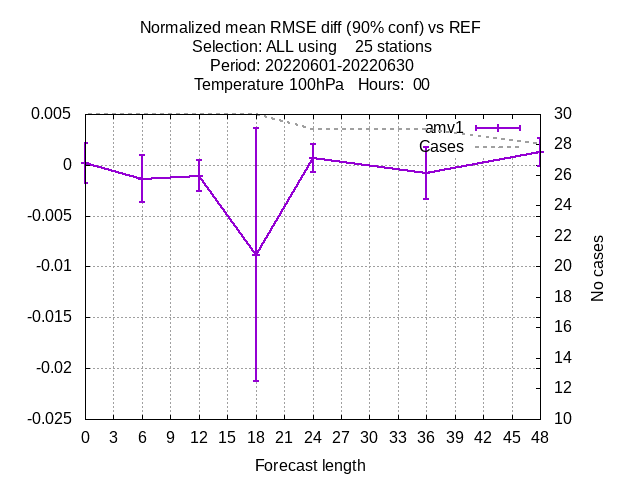 Normalized mean RMSE diff (90% conf) vs REF
Selection: ALL using 25 stations
Period: 20220601-20220630
Temperature 100hPa Hours: 00
0.005
0
-0.005
-0.01
-0.015
-0.02
-0.025
amv1
Cases
30
28
26
24
22
20
18
16
14
12
10
No cases
0 3 6 9 12 15 18 21 24 27 30 33 36 39 42 45 48
Forecast length